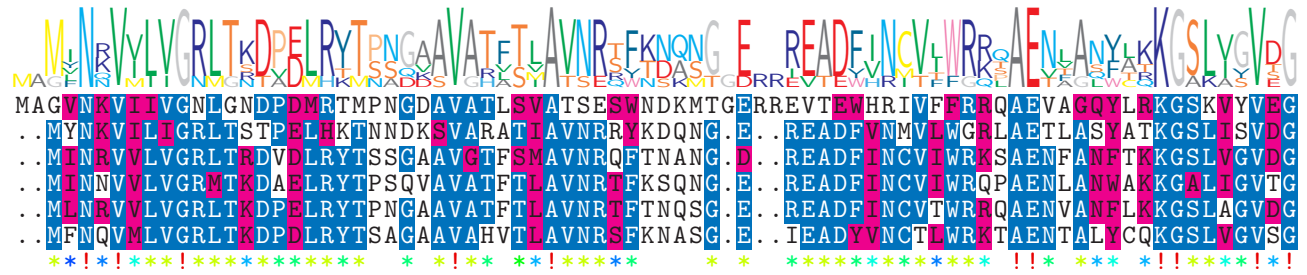 MAGVNKVIIVGNLGNDPDMRTMPNGDAVATLSVATSESWNDKMTGERREVTEWHRIVFFRRQAEVAGQYLRKGSKVYVEG
..MYNKVILIGRLTSTPELHKTNNDKSVARATIAVNRRYKDQNG.E..READFVNMVLWGRLAETLASYATKGSLISVDG
..MINRVVLVGRLTRDVDLRYTSSGAAVGTFSMAVNRQFTNANG.D..READFINCVIWRKSAENFANFTKKGSLVGVDG
..MINNVVLVGRMTKDAELRYTPSQVAVATFTLAVNRTFKSQNG.E..READFINCVIWRQPAENLANWAKKGALIGVTG
..MLNRVVLVGRLTKDPELRYTPNGAAVATFTLAVNRTFTNQSG.E..READFINCVTWRRQAENVANFLKKGSLAGVDG
..MFNQVMLVGRLTKDPDLRYTSAGAAVAHVTLAVNRSFKNASG.E..IEADYVNCTLWRKTAENTALYCQKGSLVGVSG